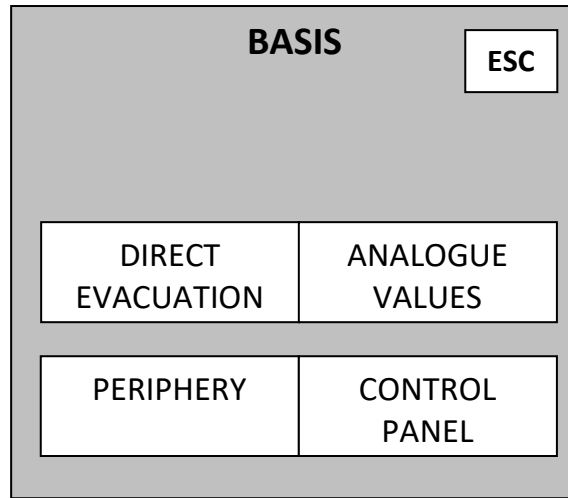 BASIS
ESC
DIRECT
EVACUATION
ANALOGUE
VALUES
PERIPHERY
CONTROL
PANEL